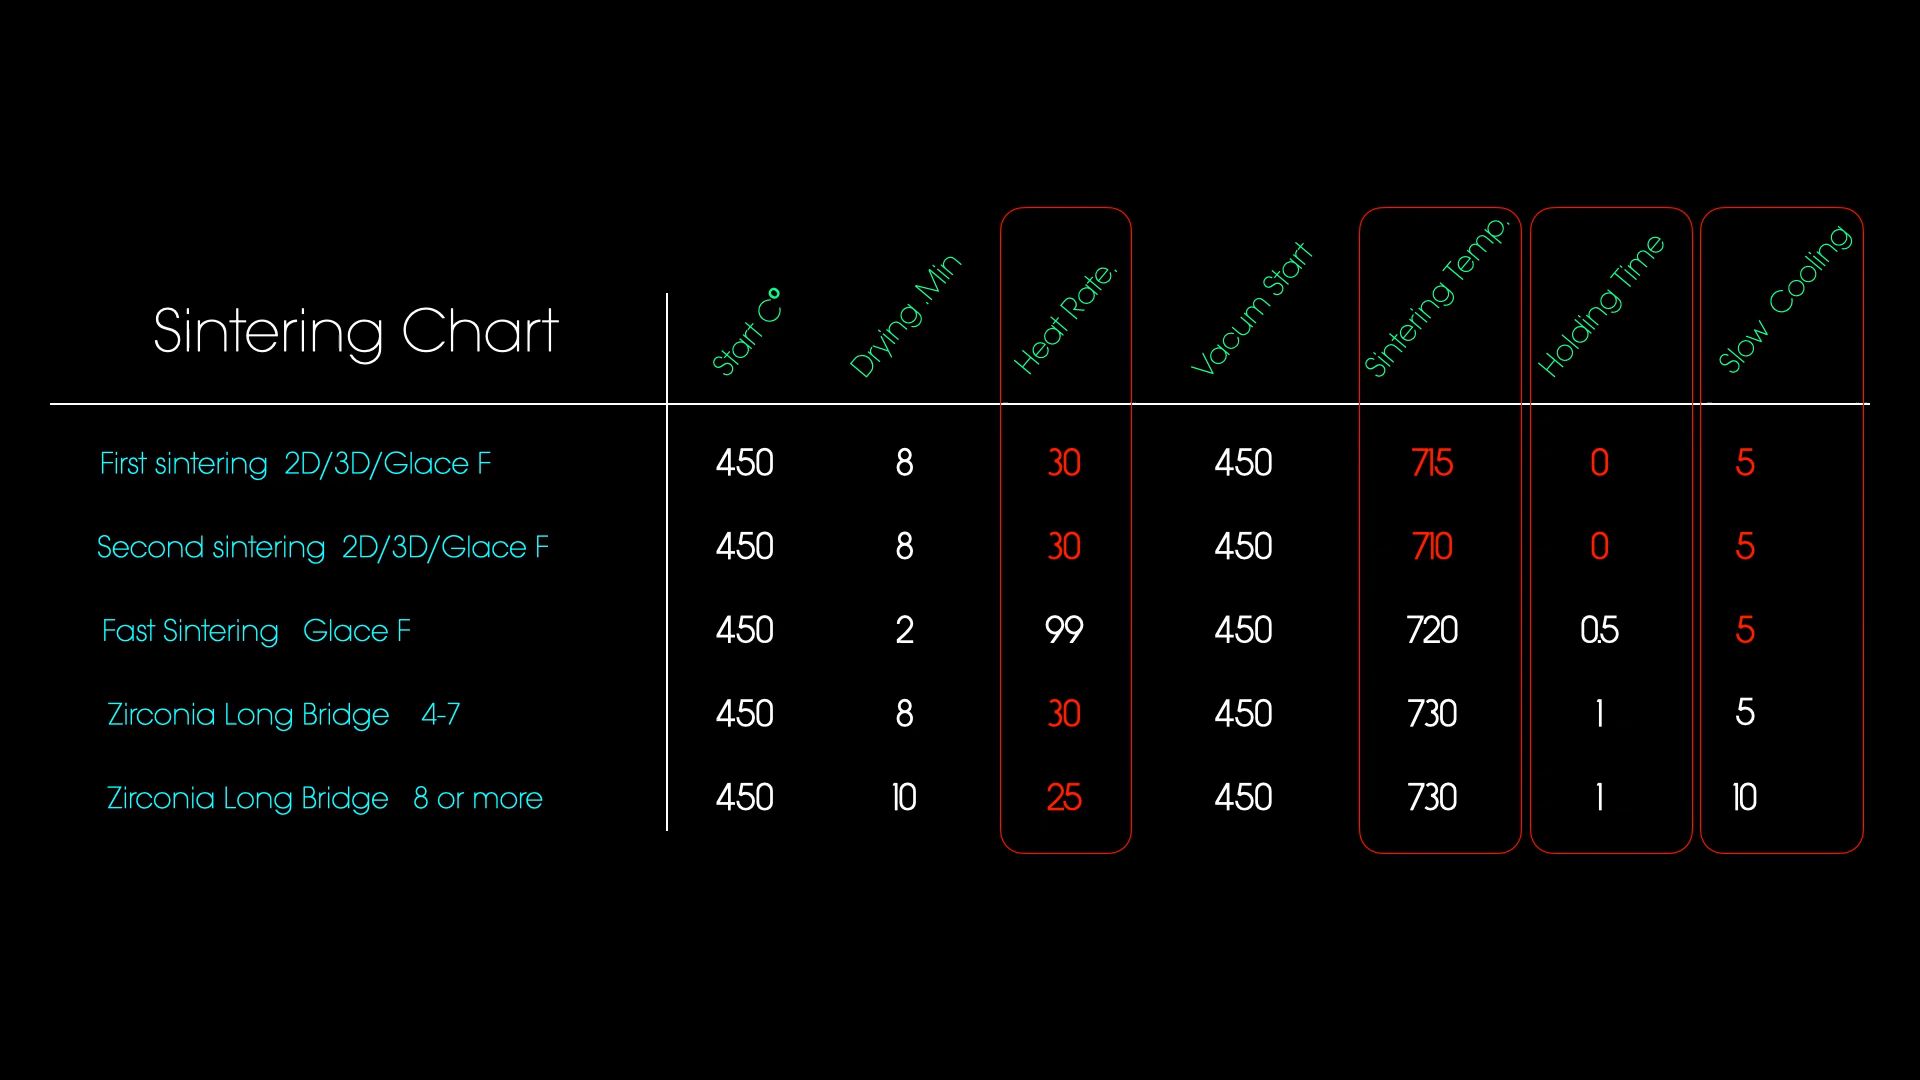 Sintering Chart Start C° Drying .Min Heat Rate. Vacum Start Sintering Temp. Holding Time Slow Cooling
First sintering 2D/3D/Glace F 450 8 30 450 715 0 5
Second sintering 2D/3D/Glace F 450 8 30 450 710 0 5
Fast Sintering Glace F 450 2 99 450 720 0.5 5
Zirconia Long Bridge 4-7 450 8 30 450 730 1 5
Zirconia Long Bridge 8 or more 450 10 25 450 730 1 10